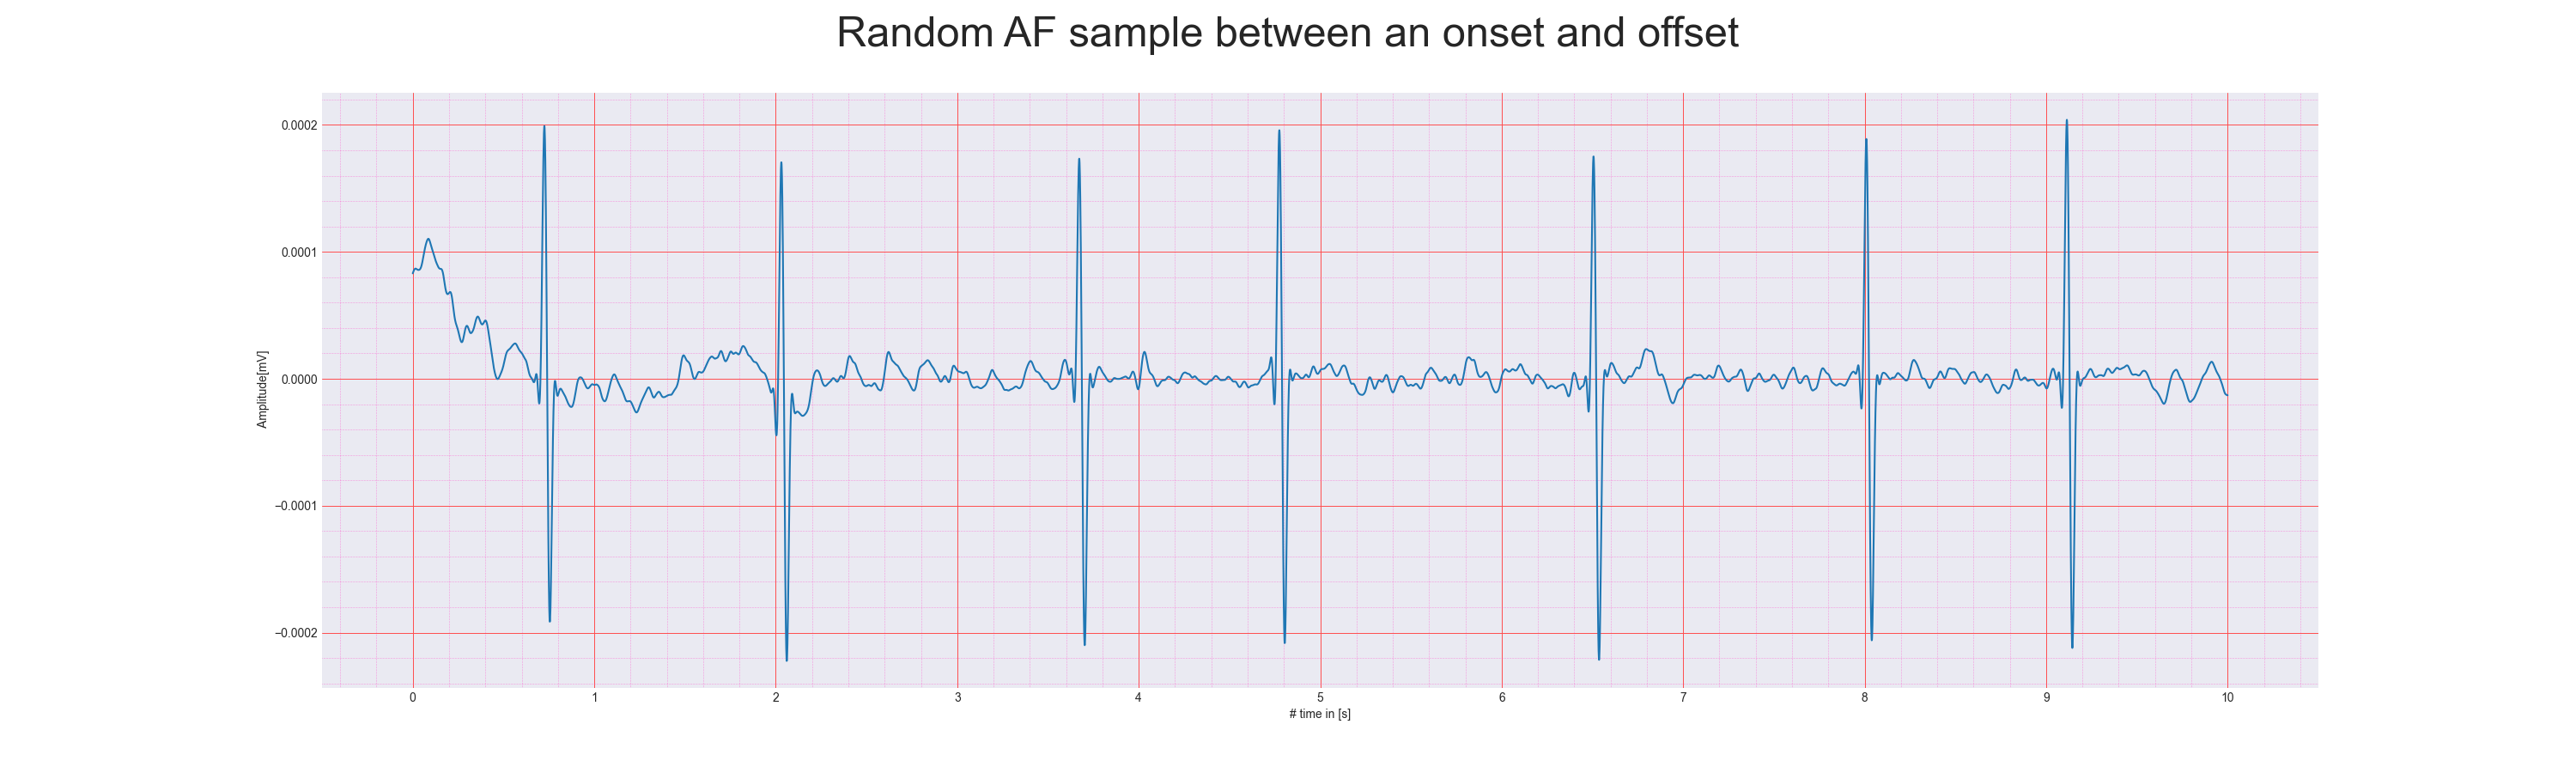 Random AF sample between an onset and offset
0.0002
0.0001
0.0000
−0.0001
−0.0002
Amplitude[mV]
0 1 2 3 4 5 6 7 8 9 10
# time in [s]